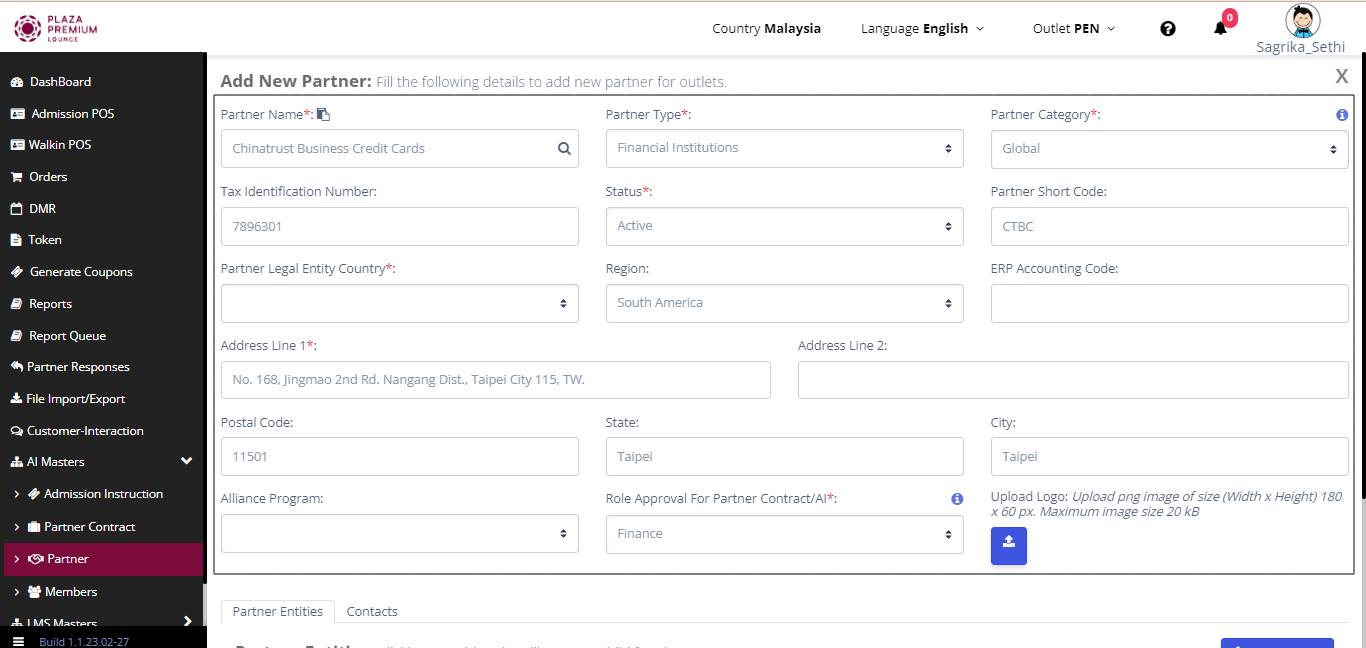 PLAZA
PREMIUM
LOUNGE
Country Malaysia
Language English
Outlet PEN
0
Sagrika_Sethi
DashBoard
Admission POS
Walkin POS
Orders
DMR
Token
Generate Coupons
Reports
Report Queue
Partner Responses
File Import/Export
Customer-Interaction
AI Masters
Admission Instruction
Partner Contract
Partner
Members
LMS Masters
Build 1.1.23.02-27
Add New Partner: Fill the following details to add new partner for outlets.
X
Partner Name*:
Partner Type*:
Partner Category*:
Chinatrust Business Credit Cards
Financial Institutions
Global
Tax Identification Number:
Status*:
Partner Short Code:
7896301
Active
CTBC
Partner Legal Entity Country*:
Region:
ERP Accounting Code:
South America
Address Line 1*:
Address Line 2:
No. 168, Jingmao 2nd Rd. Nangang Dist., Taipei City 115, TW.
Postal Code:
State:
City:
11501
Taipei
Taipei
Alliance Program:
Role Approval For Partner Contract/AI*:
Upload Logo: Upload png image of size (Width x Height) 180
x 60 px. Maximum image size 20 kB
Finance
Partner Entities
Contacts